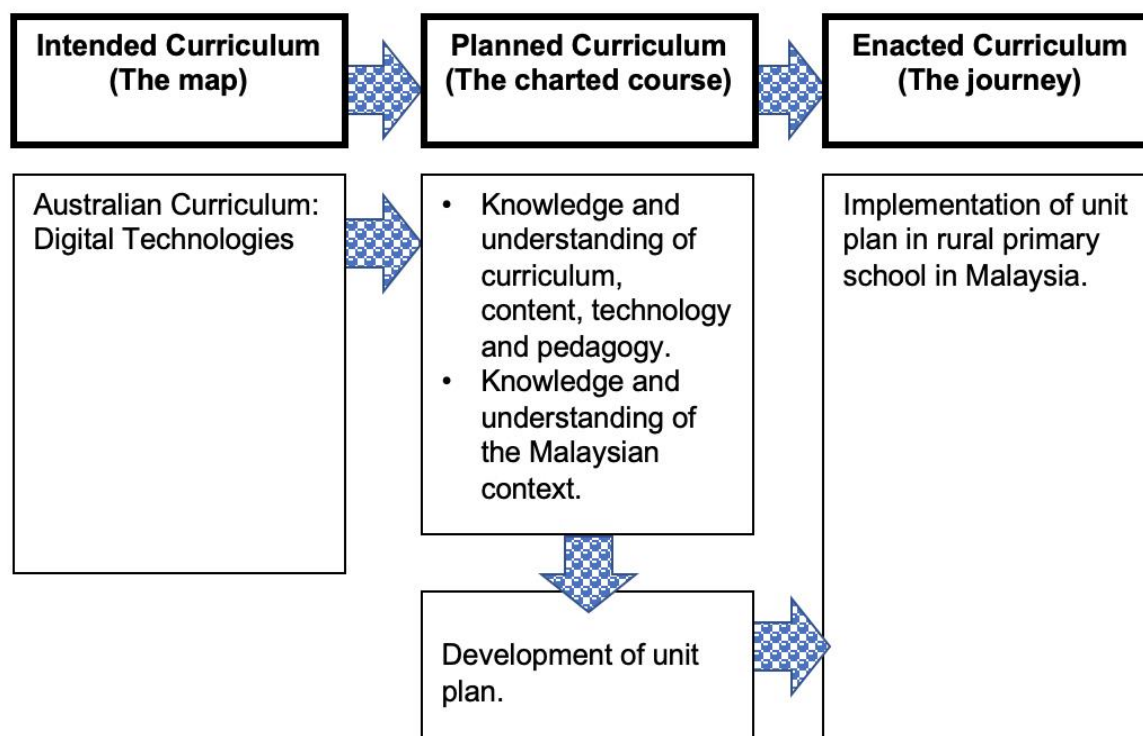 Intended Curriculum
(The map)
Planned Curriculum
(The charted course)
Enacted Curriculum
(The journey)
Australian Curriculum:
Digital Technologies
• Knowledge and
understanding of
curriculum,
content, technology
and pedagogy.
• Knowledge and
understanding of
the Malaysian
context.
Development of unit
plan.
Implementation of unit
plan in rural primary
school in Malaysia.